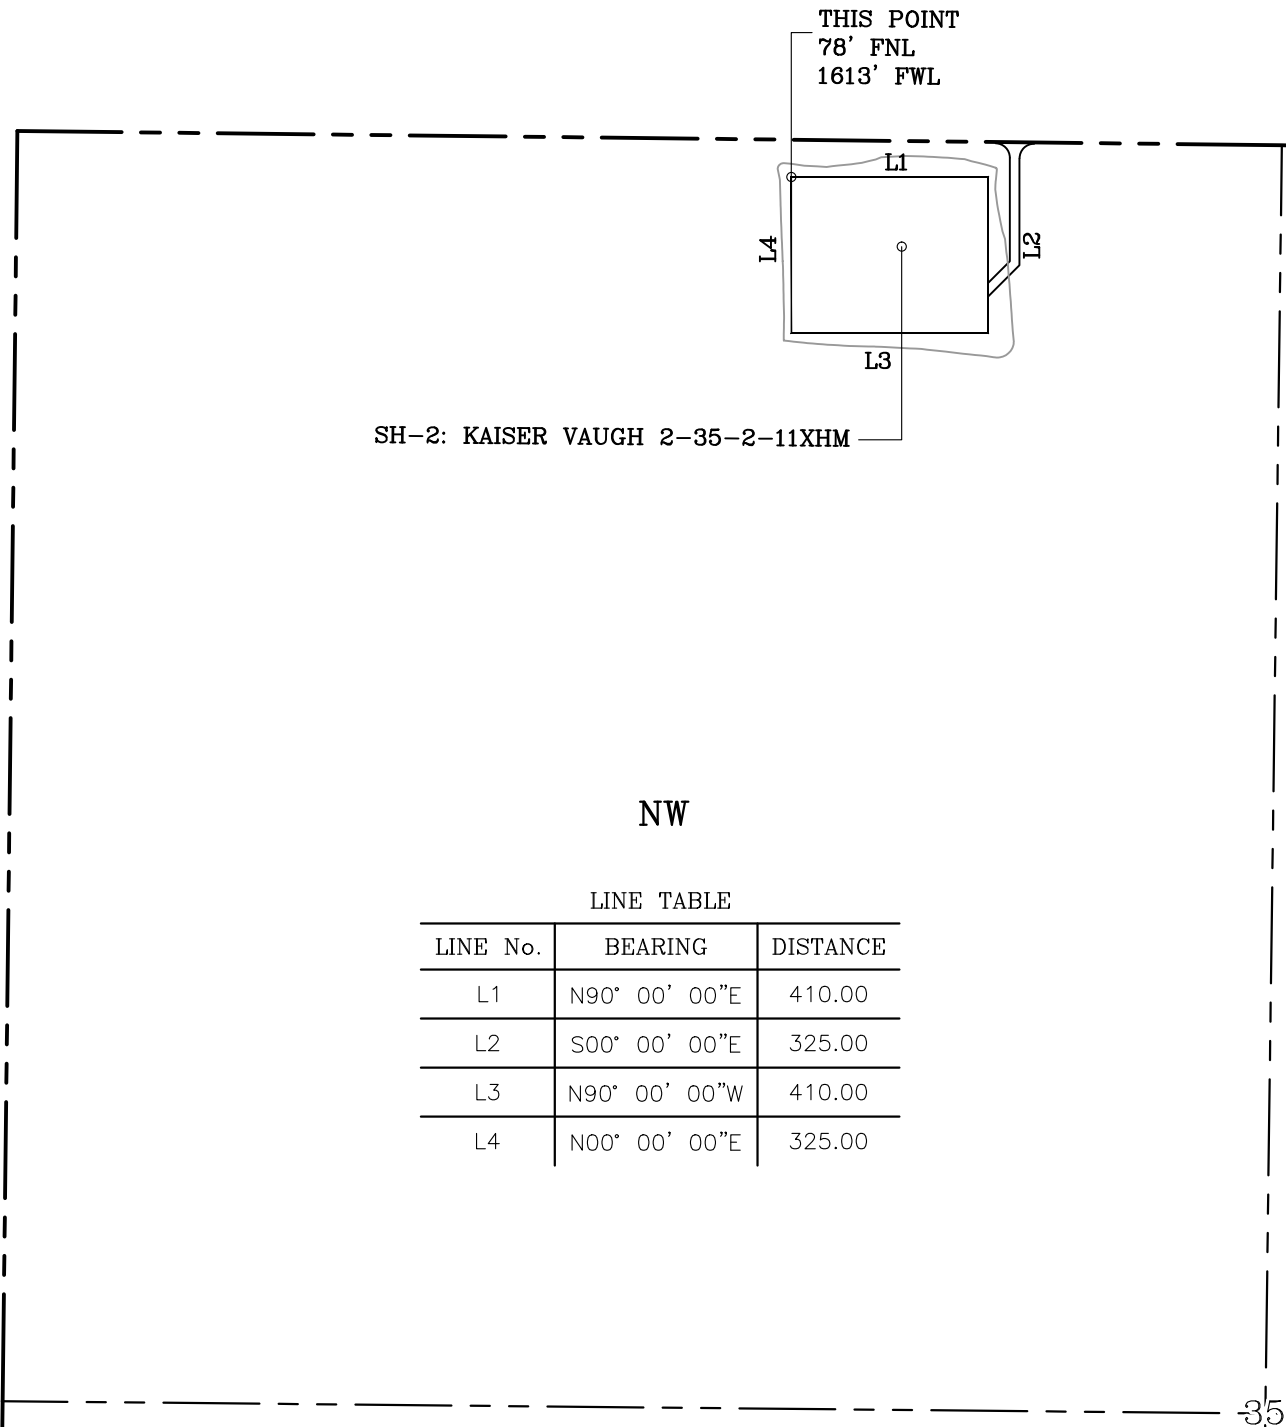 THIS POINT
78' FNL
1613' FWL
L1
L4
L2
L3
SH-2: KAISER VAUGH 2-35-2-11XHM
NW
LINE TABLE
LINE No. BEARING DISTANCE
L1 N90° 00' 00"E 410.00
L2 S00° 00' 00"E 325.00
L3 N90° 00' 00"W 410.00
L4 N00° 00' 00"E 325.00
35